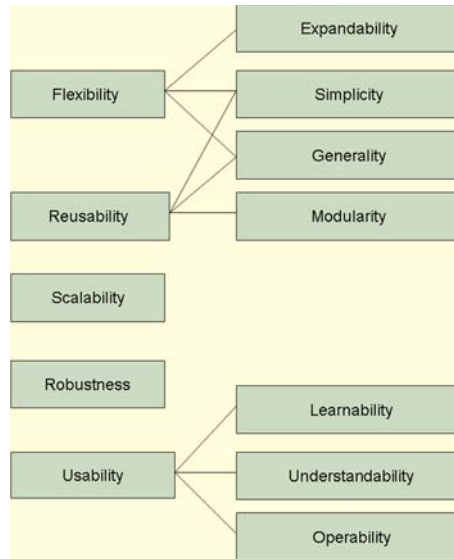 Expandability
Flexibility
Simplicity
Generality
Reusability
Modularity
Scalability
Robustness
Learnability
Usability
Understandability
Operability